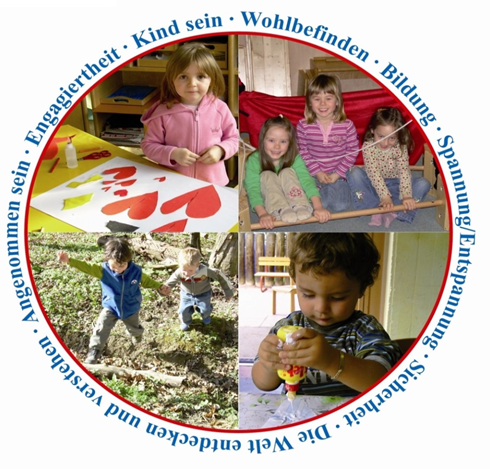 Kind sein · Wohlbefinden · Bildung · Spannung/Entspannung · Sicherheit · Die Welt entdecken und verstehen · Angenommen sein · Engagiertheit ·